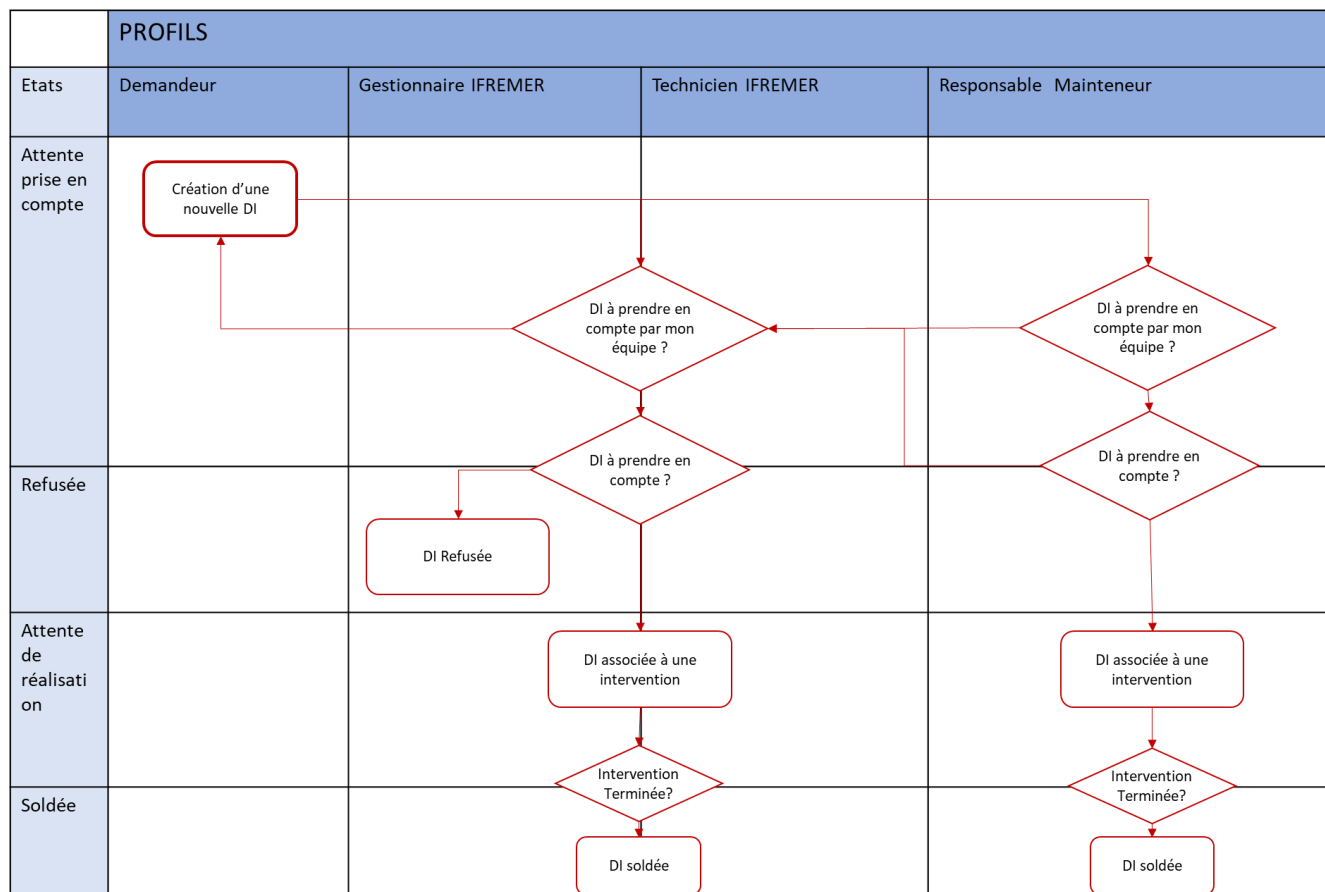 PROFILS
Etats
Demandeur
Gestionnaire IFREMER
Technicien IFREMER
Responsable Mainteneur
Attente
prise en
compte
Création d’une
nouvelle DI
DI à prendre en
compte par mon
équipe ?
DI à prendre en
compte par mon
équipe ?
DI à prendre en
compte ?
DI à prendre en
compte ?
Refusée
DI Refusée
Attente
de
réalisati
on
DI associée à une
intervention
DI associée à une
intervention
Intervention
Terminée?
Intervention
Terminée?
Soldée
DI soldée
DI soldée